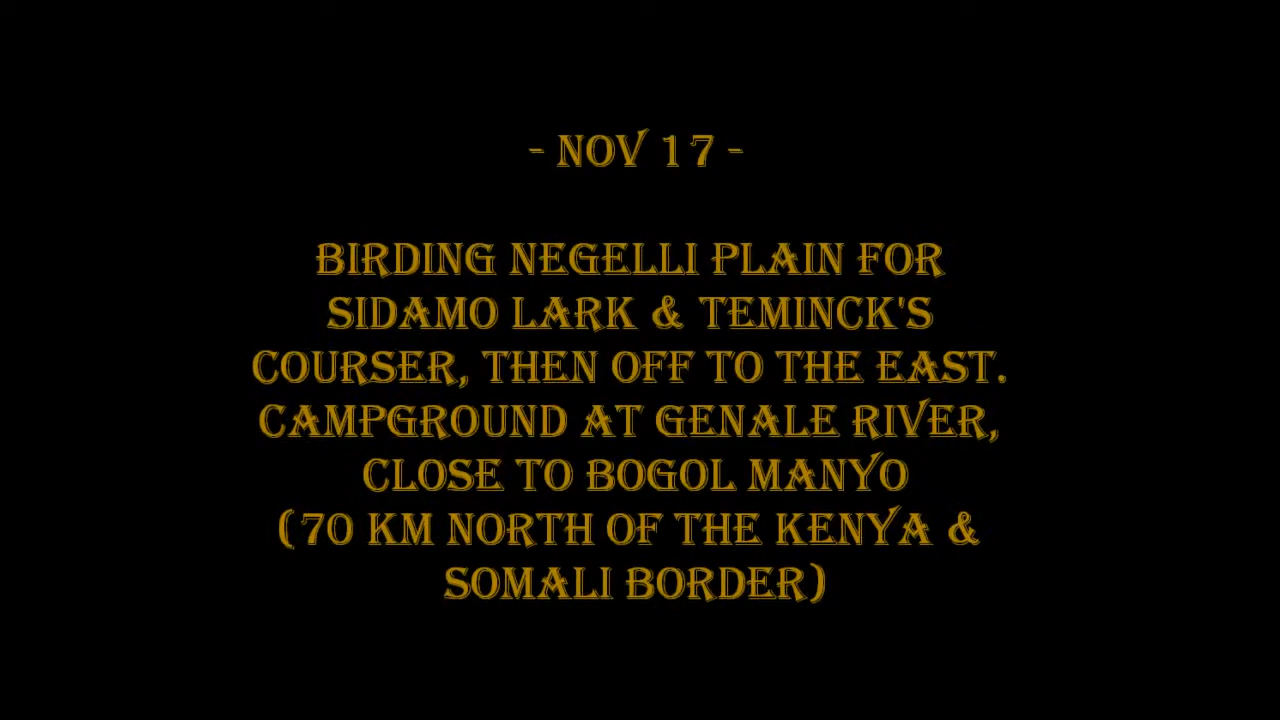 - NOV 17 -
BIRDING NEGELLI PLAIN FOR
SIDAMO LARK & TEMINCK'S
COURSER, THEN OFF TO THE EAST.
CAMPGROUND AT GENALE RIVER,
CLOSE TO BOGOL MANYO
(70 KM NORTH OF THE KENYA &
SOMALI BORDER)